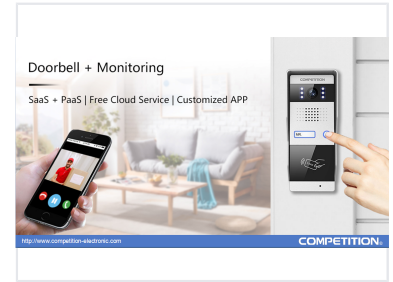 Doorbell + Monitoring
SaaS + PaaS | Free Cloud Service | Customized APP
COMPETITION
http://www.competition-electronic.com
COMPETITION®